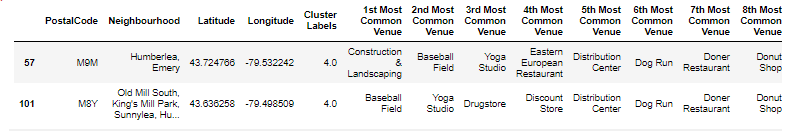 PostalCode Neighbourhood Latitude Longitude Cluster Labels 1st Most Common Venue 2nd Most Common Venue 3rd Most Common Venue 4th Most Common Venue 5th Most Common Venue 6th Most Common Venue 7th Most Common Venue 8th Most Common Venue
57 M9M Humberlea, Emery 43.724766 -79.532242 4.0 Construction & Landscaping Baseball Field Yoga Studio Eastern European Restaurant Distribution Center Dog Run Doner Restaurant Donut Shop
101 M8Y Old Mill South, King's Mill Park, Sunnylea, Hu... 43.636258 -79.498509 4.0 Baseball Field Yoga Studio Drugstore Discount Store Distribution Center Dog Run Doner Restaurant Donut Shop